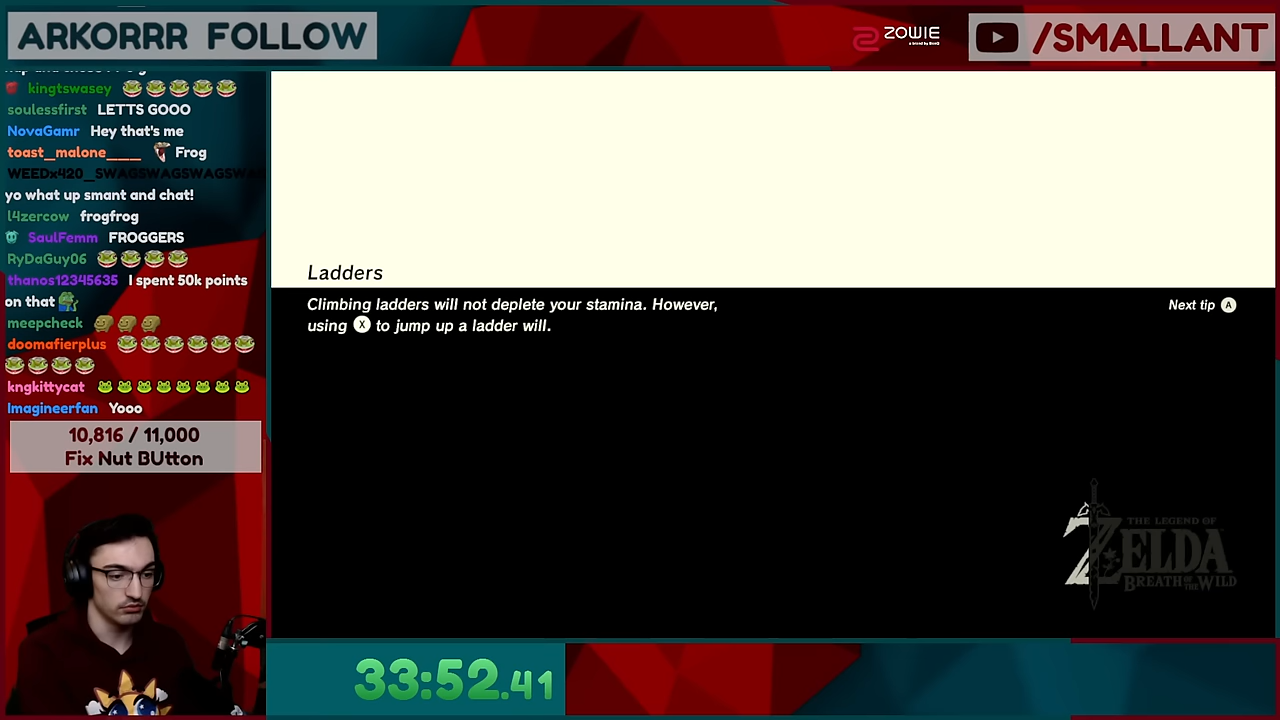 ARKORRR FOLLOW
ZOWIE
/SMALLANT
kingtswasey
soulessfirst LETTS GOOO
NovaGamr Hey that's me
toast_malone___ Frog
WEEDx420_SWAGSWAGSWAGSWAG
yo what up smant and chat!
l4zercow frogfrog
SaulFemm FROGGERS
RyDaGuy06
thanos12345635 I spent 50k points
on that
meepcheck
doomafierplus
kngkittycat
Imagineerfan Yooo
10,816 / 11,000
Fix Nut BUtton
Ladders
Climbing ladders will not deplete your stamina. However,
using X to jump up a ladder will.
Next tip A
THE LEGEND OF
ZELDA
BREATH OF THE WILD
33:52.41